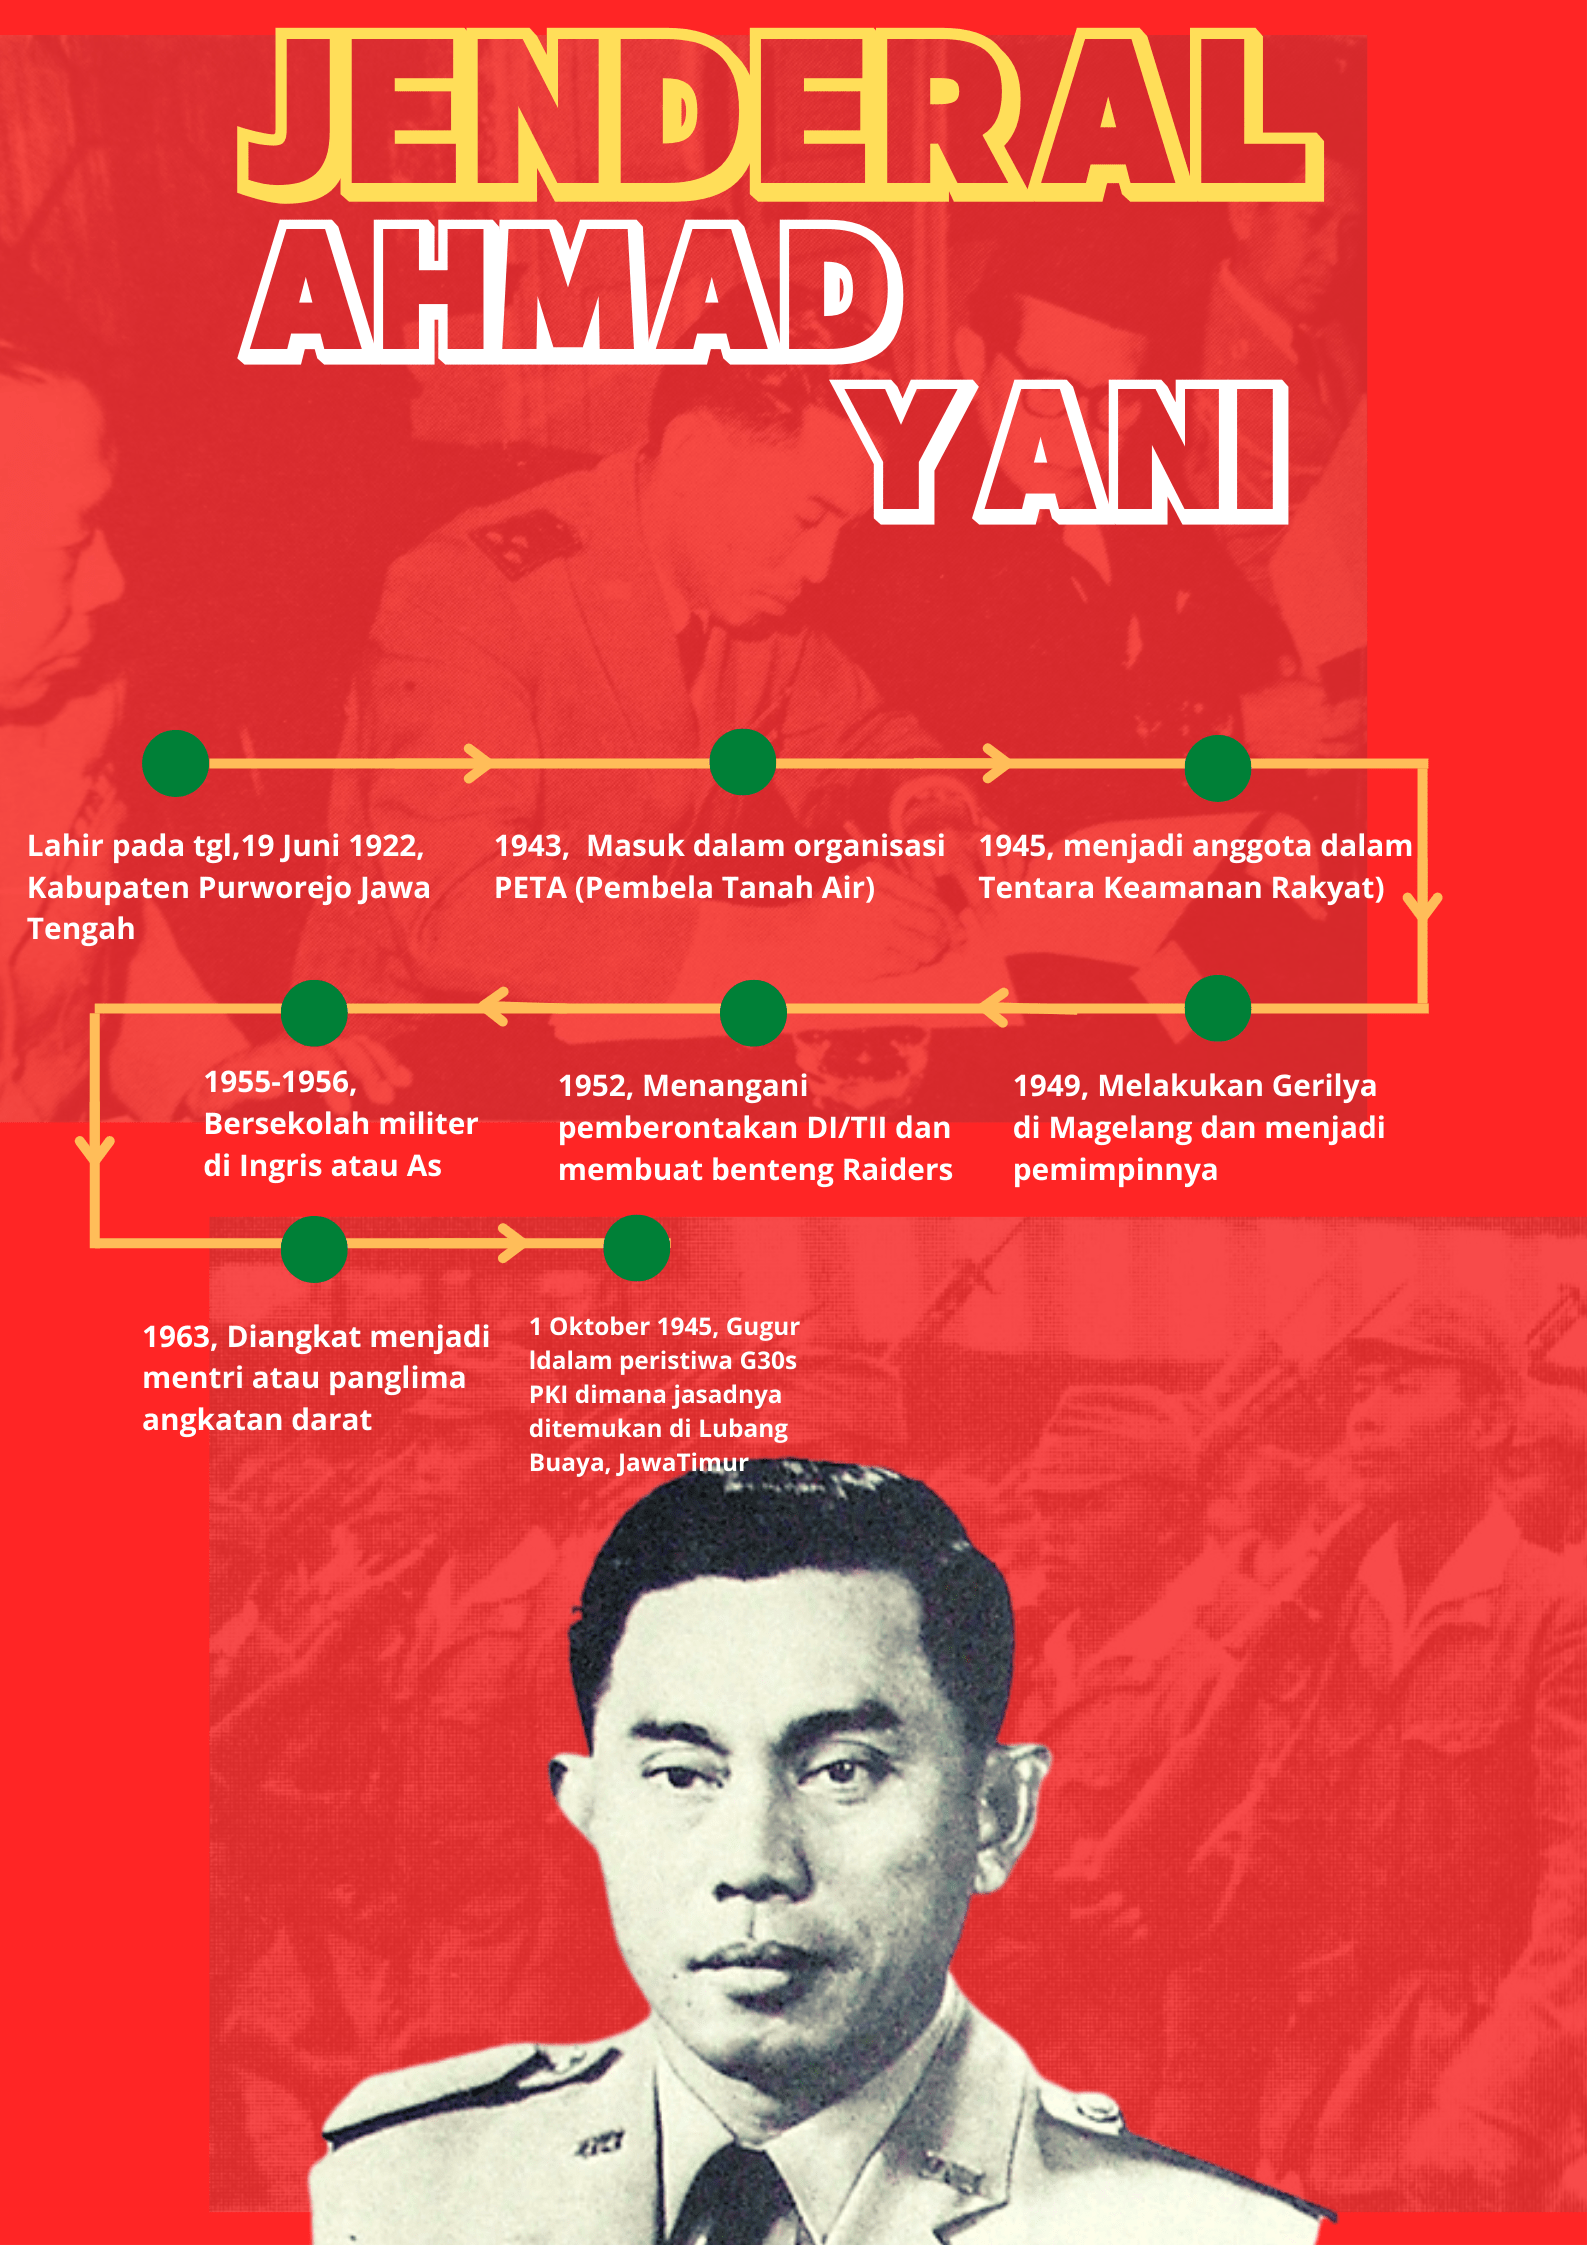 JENDERAL
AHMAD
YANI
Lahir pada tgl,19 Juni 1922,
Kabupaten Purworejo Jawa
Tengah
1943,  Masuk dalam organisasi
PETA (Pembela Tanah Air)
1945, menjadi anggota dalam
Tentara Keamanan Rakyat)
1949, Melakukan Gerilya
di Magelang dan menjadi
pemimpinnya
1952, Menangani
pemberontakan DI/TII dan
membuat benteng Raiders
1955-1956,
Bersekolah militer
di Ingris atau As
1963, Diangkat menjadi
mentri atau panglima
angkatan darat
1 Oktober 1945, Gugur
ldalam peristiwa G30s
PKI dimana jasadnya
ditemukan di Lubang
Buaya, JawaTimur